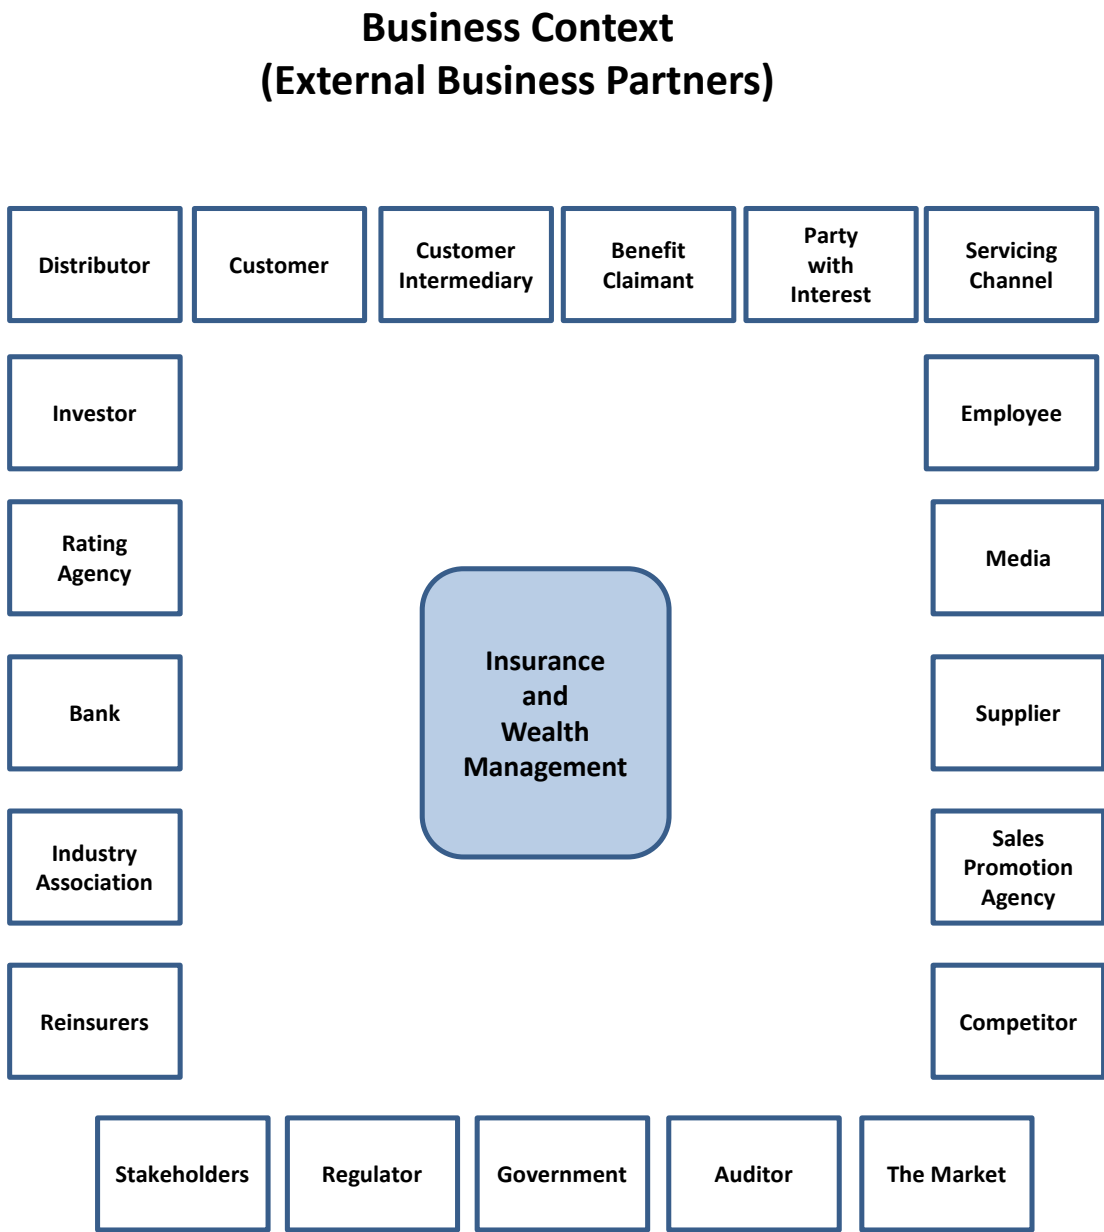 Business Context
(External Business Partners)
Distributor
Customer
Customer
Intermediary
Benefit
Claimant
Party
with
Interest
Servicing
Channel
Investor
Employee
Rating
Agency
Media
Insurance
and
Wealth
Management
Bank
Supplier
Industry
Association
Sales
Promotion
Agency
Reinsurers
Competitor
Stakeholders
Regulator
Government
Auditor
The Market